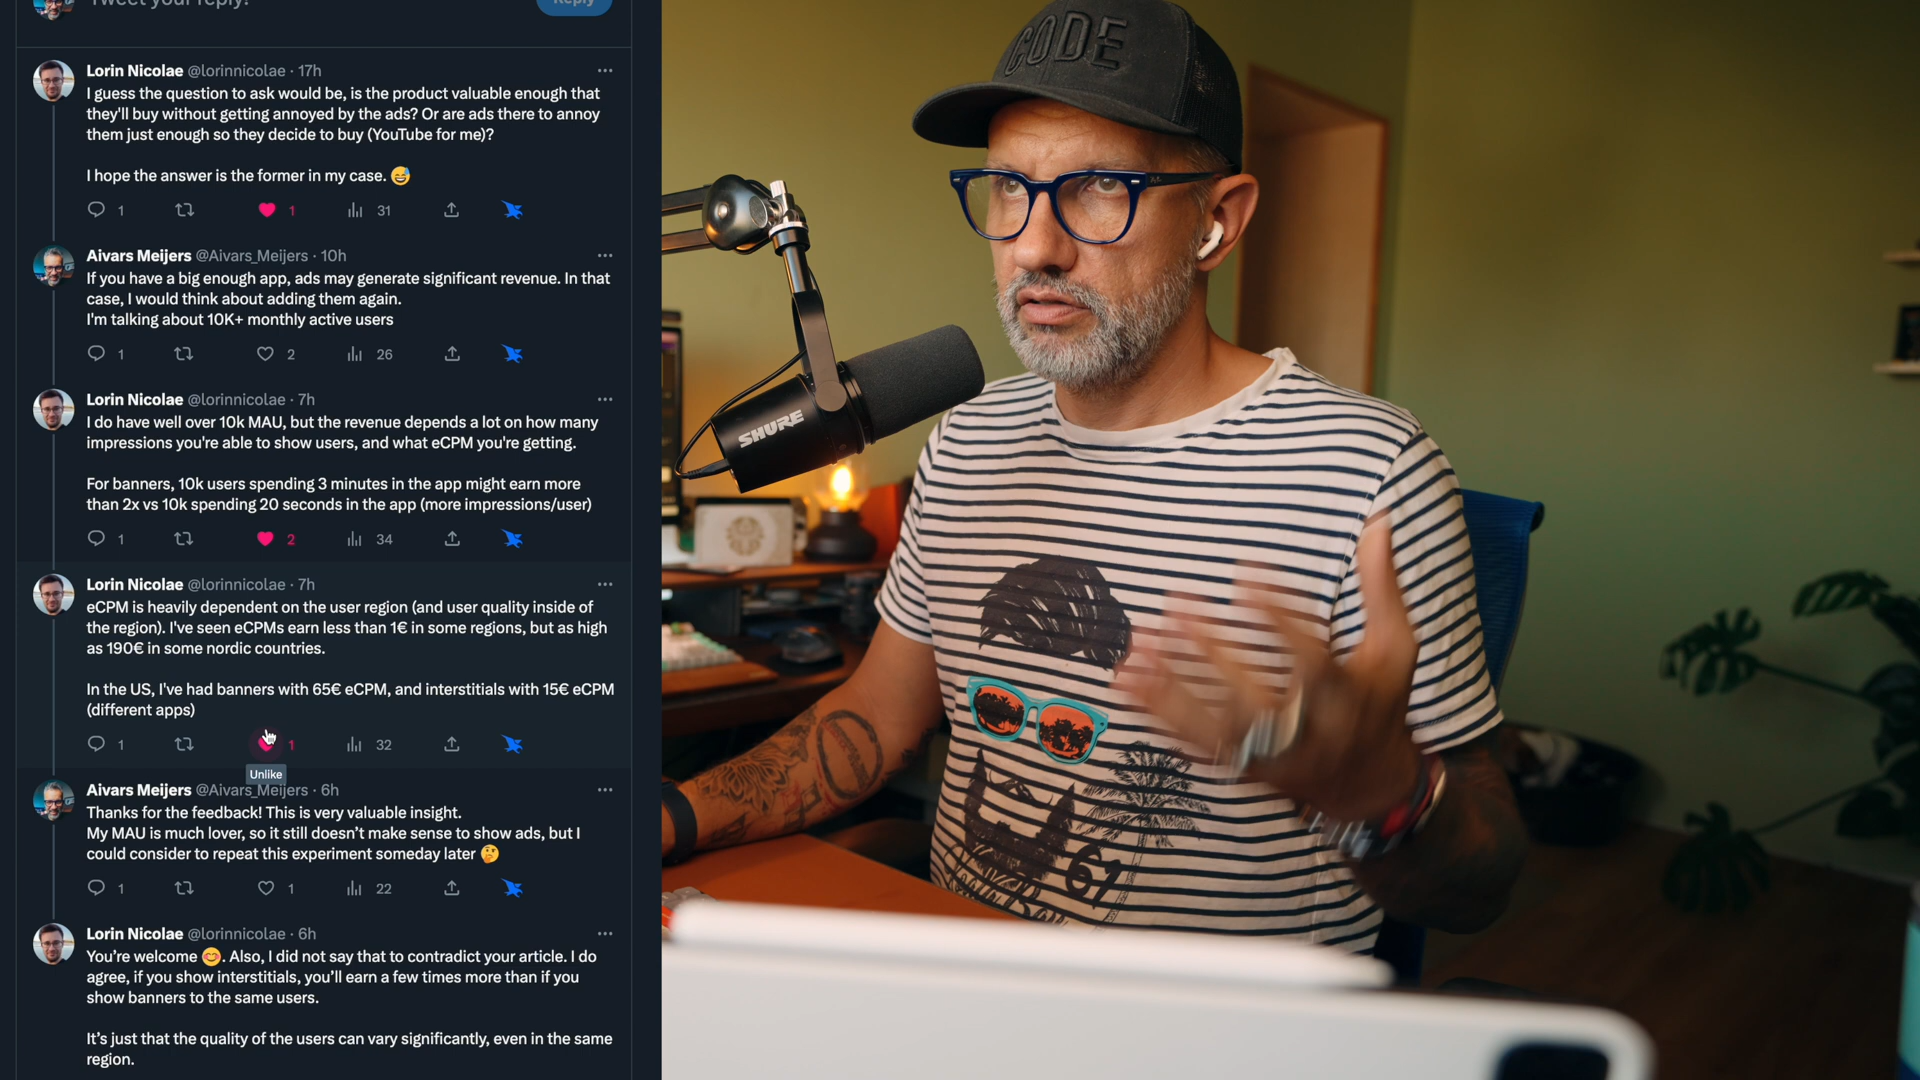 Tweet your reply!
Reply
Lorin Nicolae @lorinnicolae · 17h
I guess the question to ask would be, is the product valuable enough that
they'll buy without getting annoyed by the ads? Or are ads there to annoy
them just enough so they decide to buy (YouTube for me)?
I hope the answer is the former in my case. 😅
1 1 31
Aivars Meijers @Aivars_Meijers · 10h
If you have a big enough app, ads may generate significant revenue. In that
case, I would think about adding them again.
I'm talking about 10K+ monthly active users
1 2 26
Lorin Nicolae @lorinnicolae · 7h
I do have well over 10k MAU, but the revenue depends a lot on how many
impressions you're able to show users, and what eCPM you're getting.
For banners, 10k users spending 3 minutes in the app might earn more
than 2x vs 10k spending 20 seconds in the app (more impressions/user)
1 2 34
Lorin Nicolae @lorinnicolae · 7h
eCPM is heavily dependent on the user region (and user quality inside of
the region). I've seen eCPMs earn less than 1€ in some regions, but as high
as 190€ in some nordic countries.
In the US, I've had banners with 65€ eCPM, and interstitials with 15€ eCPM
(different apps)
1 1 32
Unlike
Aivars Meijers @Aivars_Meijers · 6h
Thanks for the feedback! This is very valuable insight.
My MAU is much lover, so it still doesn't make sense to show ads, but I
could consider to repeat this experiment someday later 🤔
1 1 22
Lorin Nicolae @lorinnicolae · 6h
You're welcome 😊. Also, I did not say that to contradict your article. I do
agree, if you show interstitials, you'll earn a few times more than if you
show banners to the same users.
It's just that the quality of the users can vary significantly, even in the same
region.
CODE
SHURE
61